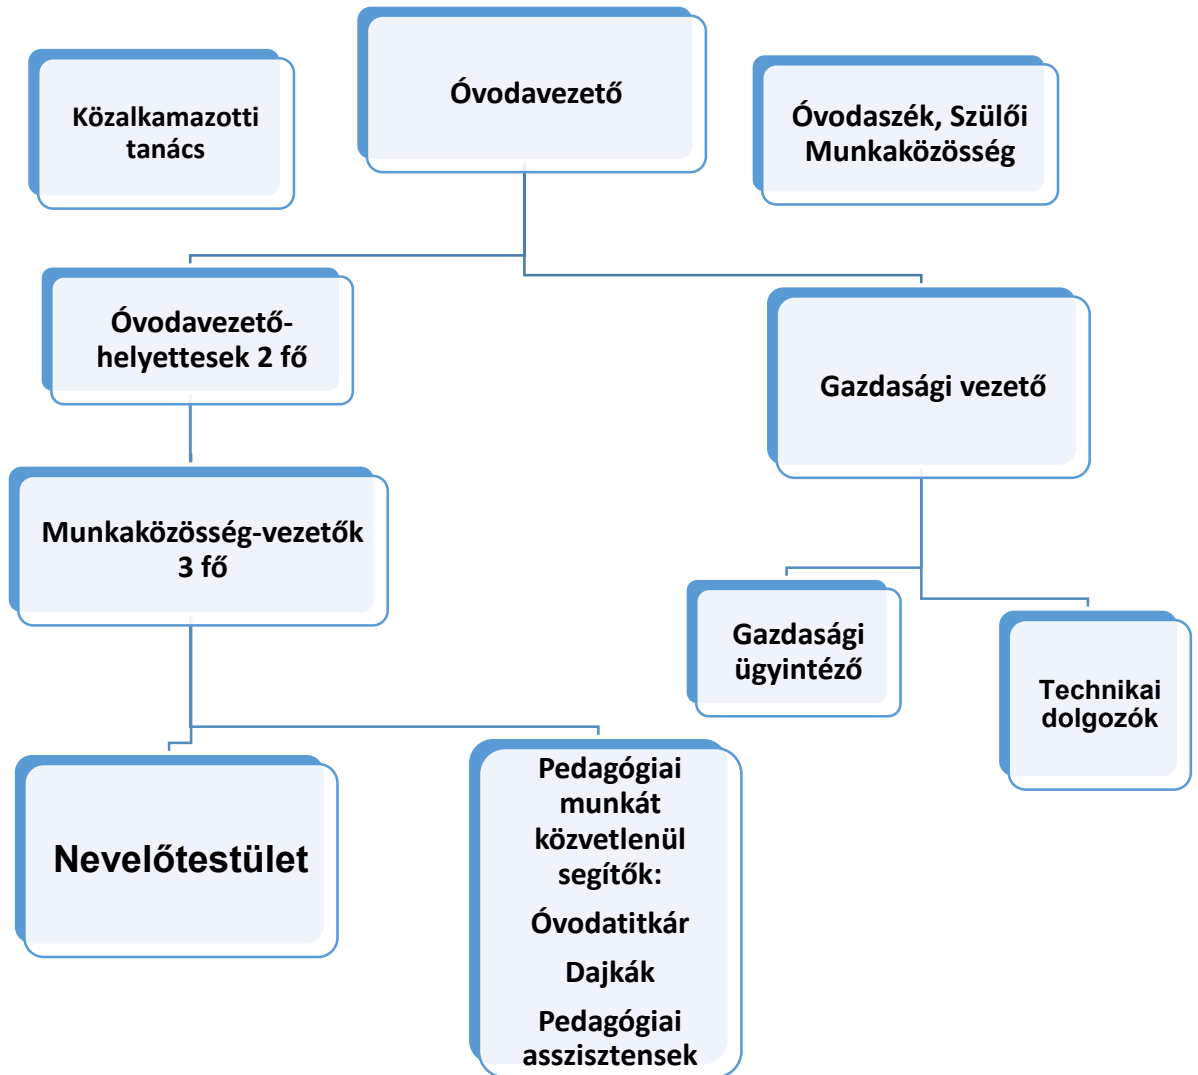 Óvodavezető
Közalkamazotti
tanács
Óvodaszék, Szülői
Munkaközösség
Óvodavezető-
helyettesek 2 fő
Gazdasági vezető
Munkaközösség-vezetők
3 fő
Gazdasági
ügyintéző
Technikai
dolgozók
Nevelőtestület
Pedagógiai
munkát
közvetlenül
segítők:
Óvodatitkár
Dajkák
Pedagógiai
asszisztensek